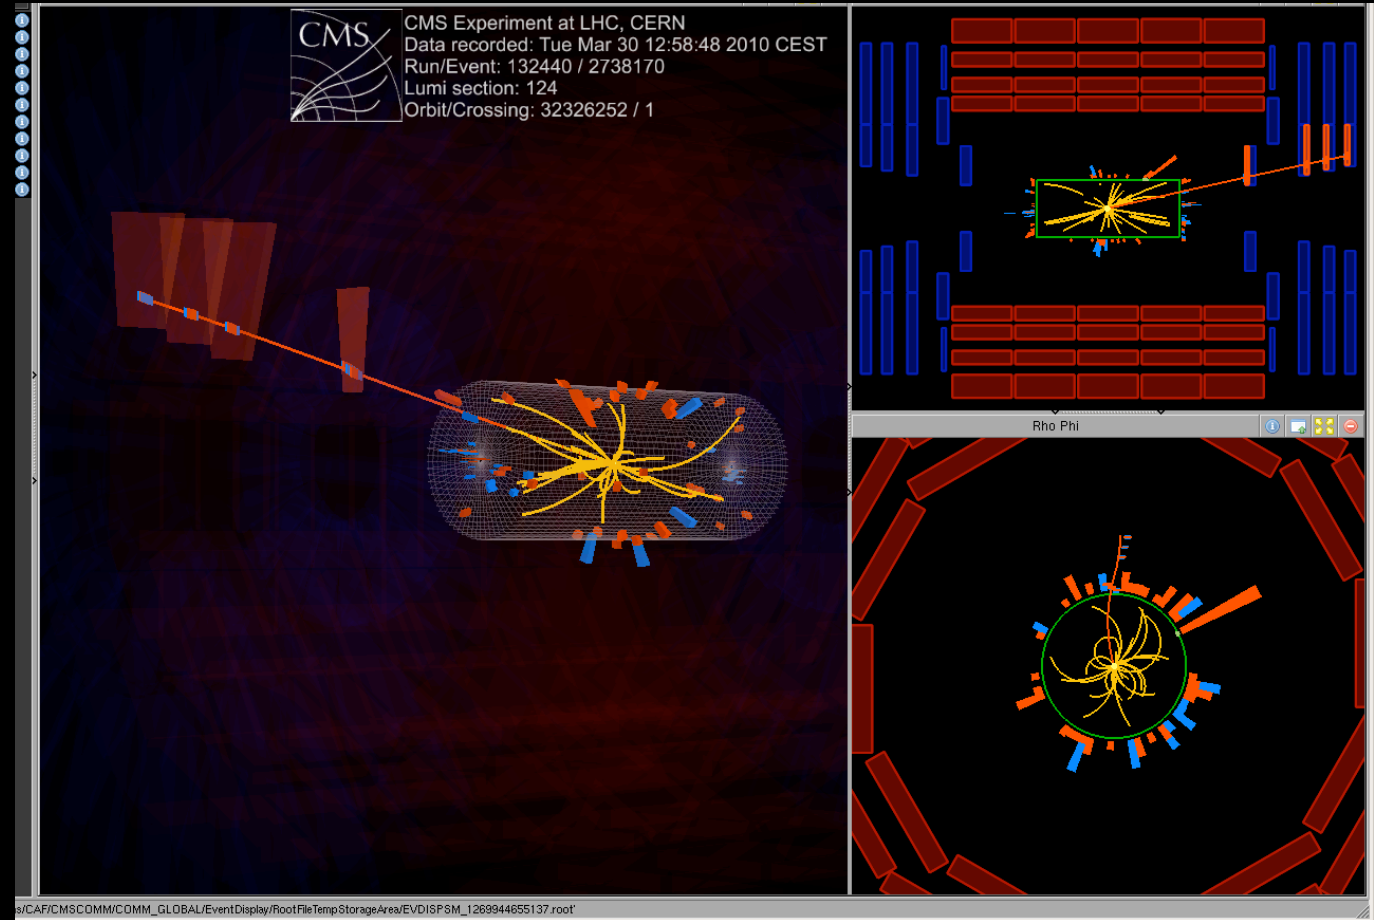 CMS
CMS Experiment at LHC, CERN
Data recorded: Tue Mar 30 12:58:48 2010 CEST
Run/Event: 132440 / 2738170
Lumi section: 124
Orbit/Crossing: 32326252 / 1
Rho Phi
/CAF/CMSCOMM/COMM_GLOBAL/EventDisplay/RootFileTempStorageArea/EVDISPSM_1269944655137.root'